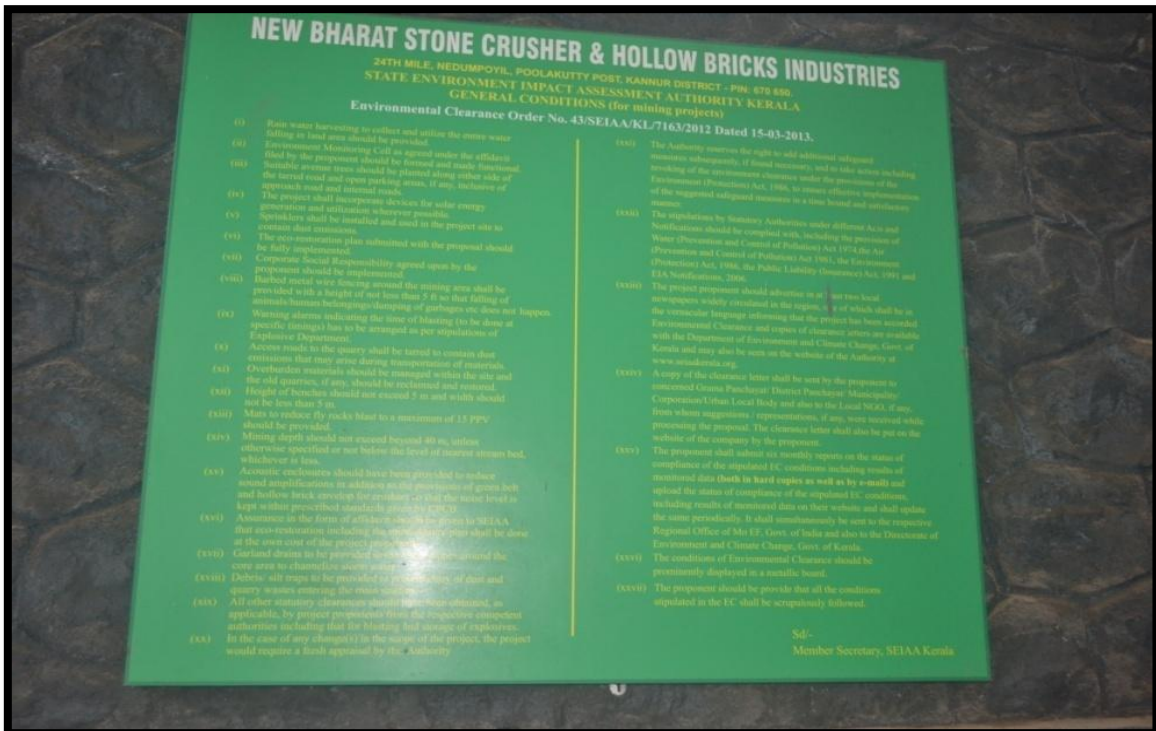 NEW BHARAT STONE CRUSHER & HOLLOW BRICKS INDUSTRIES
24TH MILE, NEDUMPOYIL, POOLAKUTTY POST, KANNUR DISTRICT - PIN: 670 650.
STATE ENVIRONMENT IMPACT ASSESSMENT AUTHORITY KERALA
GENERAL CONDITIONS (for mining projects)
Environmental Clearance Order No. 43/SEIAA/KL/7163/2012 Dated 15-03-2013.
(i) Rain water harvesting to collect and utilize the entire water
falling in land area should be provided.
(ii) Environment Monitoring Cell as agreed under the affidavit
filed by the proponent should be formed and made functional.
(iii) Suitable avenue trees should be planted along either side of
the tarred road and open parking areas, if any, inclusive of
approach road and internal roads.
(iv) The project shall incorporate devices for solar energy
generation and utilization wherever possible.
(v) Sprinklers shall be installed and used in the project site to
contain dust emissions.
(vi) The eco-restoration plan submitted with the proposal should
be fully implemented.
(vii) Corporate Social Responsibility agreed upon by the
proponent should be implemented.
(viii) Barbed metal wire fencing around the mining area shall be
provided with a height of not less than 5 ft so that falling of
animals/human belongings/dumping of garbages etc does not happen.
(ix) Warning alarms indicating the time of blasting (to be done at
specific timings) has to be arranged as per stipulations of
Explosive Department.
(x) Access roads to the quarry shall be tarred to contain dust
emissions that may arise during transportation of materials.
(xi) Overburden materials should be managed within the site and
the old quarries, if any, should be reclaimed and restored.
(xii) Height of benches should not exceed 5 m and width should
not be less than 5 m.
(xiii) Mats to reduce fly rocks blast to a maximum of 15 PPV
should be provided.
(xiv) Mining depth should not exceed beyond 40 m, unless
otherwise specified or not below the level of nearest stream bed,
whichever is less.
(xv) Acoustic enclosures should have been provided to reduce
sound amplifications in addition to the provisions of green belt
and hollow brick envelop for crushers so that the noise level is
kept within prescribed standards given by CPCB.
(xvi) Assurance in the form of affidavit should be given to SEIAA
that eco-restoration including the plan shall be done
at the own cost of the project
(xvii) Garland drains to be provided around the
core area to channelize storm water.
(xviii) Debris/ silt traps to be provided to of dust and
quarry wastes entering the main
(xix) All other statutory clearances should have been obtained, as
applicable, by project proponents from the respective competent
authorities including that for blasting and storage of explosives.
(xx) In the case of any change(s) in the scope of the project, the project
would require a fresh appraisal by the Authority
(xxi) The Authority reserves the right to add additional safeguard
measures subsequently, if found necessary, and to take action including
revoking of the environment clearance under the provisions of the
Environment (Protection) Act, 1986, to ensure effective implementation
of the suggested safeguard measures in a time bound and satisfactory
manner.
(xxii) The stipulations by Statutory Authorities under different Acts and
Notifications should be complied with, including the provision of
Water (Prevention and Control of Pollution) Act 1974 the Air
(Prevention and Control of Pollution) Act 1981, the Environment
(Protection) Act, 1986, the Public Liability (Insurance) Act, 1991 and
EIA Notifications, 2006.
(xxiii) The project proponent should advertise in at two local
newspapers widely circulated in the region, of which shall be in
the vernacular language informing that the project has been accorded
Environmental Clearance and copies of clearance letters are available
with the Department of Environment and Climate Change, Govt. of
Kerala and may also be seen on the website of the Authority at
www.seiaakerala.org.
(xxiv) A copy of the clearance letter shall be sent by the proponent to
concerned Grama Panchayat/ District Panchayat/ Municipality/
Corporation/Urban Local Body and also to the Local NGO, if any,
from whom suggestions / representations, if any, were received while
processing the proposal. The clearance letter shall also be put on the
website of the company by the proponent.
(xxv) The proponent shall submit six monthly reports on the status of
compliance of the stipulated EC conditions including results of
monitored data (both in hard copies as well as by e-mail) and
upload the status of compliance of the stipulated EC conditions,
including results of monitored data on their website and shall update
the same periodically. It shall simultaneously be sent to the respective
Regional Office of Mo EF, Govt. of India and also to the Directorate of
Environment and Climate Change, Govt. of Kerala.
(xxvi) The conditions of Environmental Clearance should be
prominently displayed in a metallic board.
(xxvii) The proponent should be provide that all the conditions
stipulated in the EC shall be scrupulously followed.
Sd/-
Member Secretary, SEIAA Kerala